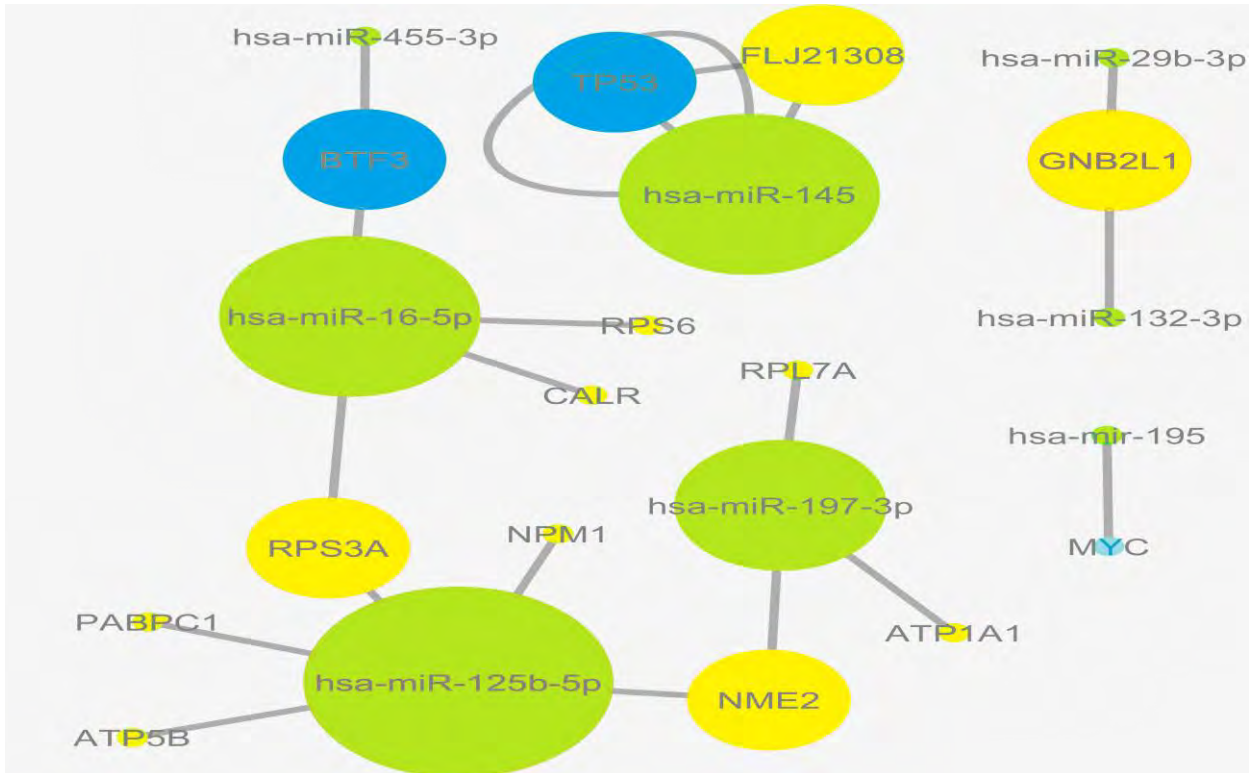 hsa-miR-455-3p
TP53
FLJ21308
hsa-miR-29b-3p
BTF3
hsa-miR-145
GNB2L1
hsa-miR-16-5p
RPS6
hsa-miR-132-3p
CALR
RPL7A
hsa-mir-195
hsa-miR-197-3p
RPS3A
NPM1
MYC
PABPC1
ATP1A1
hsa-miR-125b-5p
NME2
ATP5B